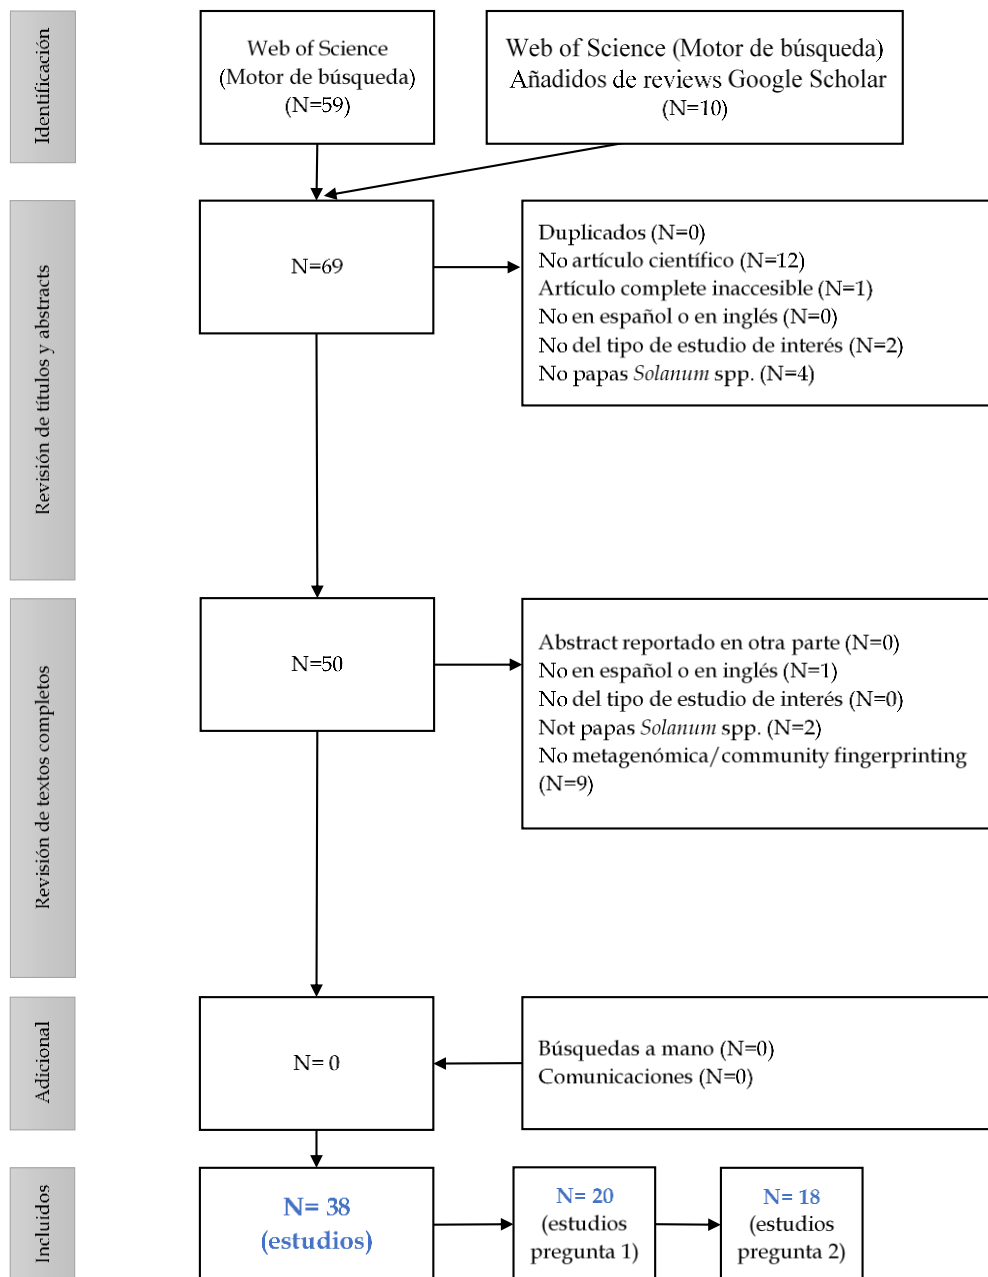 Identificación
Web of Science
(Motor de búsqueda)
(N=59)
Web of Science (Motor de búsqueda)
Añadidos de reviews Google Scholar
(N=10)
Revisión de títulos y abstracts
N=69
Duplicados (N=0)
No artículo científico (N=12)
Artículo complete inaccesible (N=1)
No en español o en inglés (N=0)
No del tipo de estudio de interés (N=2)
No papas Solanum spp. (N=4)
Revisión de textos completos
N=50
Abstract reportado en otra parte (N=0)
No en español o en inglés (N=1)
No del tipo de estudio de interés (N=0)
Not papas Solanum spp. (N=2)
No metagenómica/community fingerprinting
(N=9)
Adicional
N= 0
Búsquedas a mano (N=0)
Comunicaciones (N=0)
Incluidos
N= 38
(estudios)
N= 20
(estudios
pregunta 1)
N= 18
(estudios
pregunta 2)